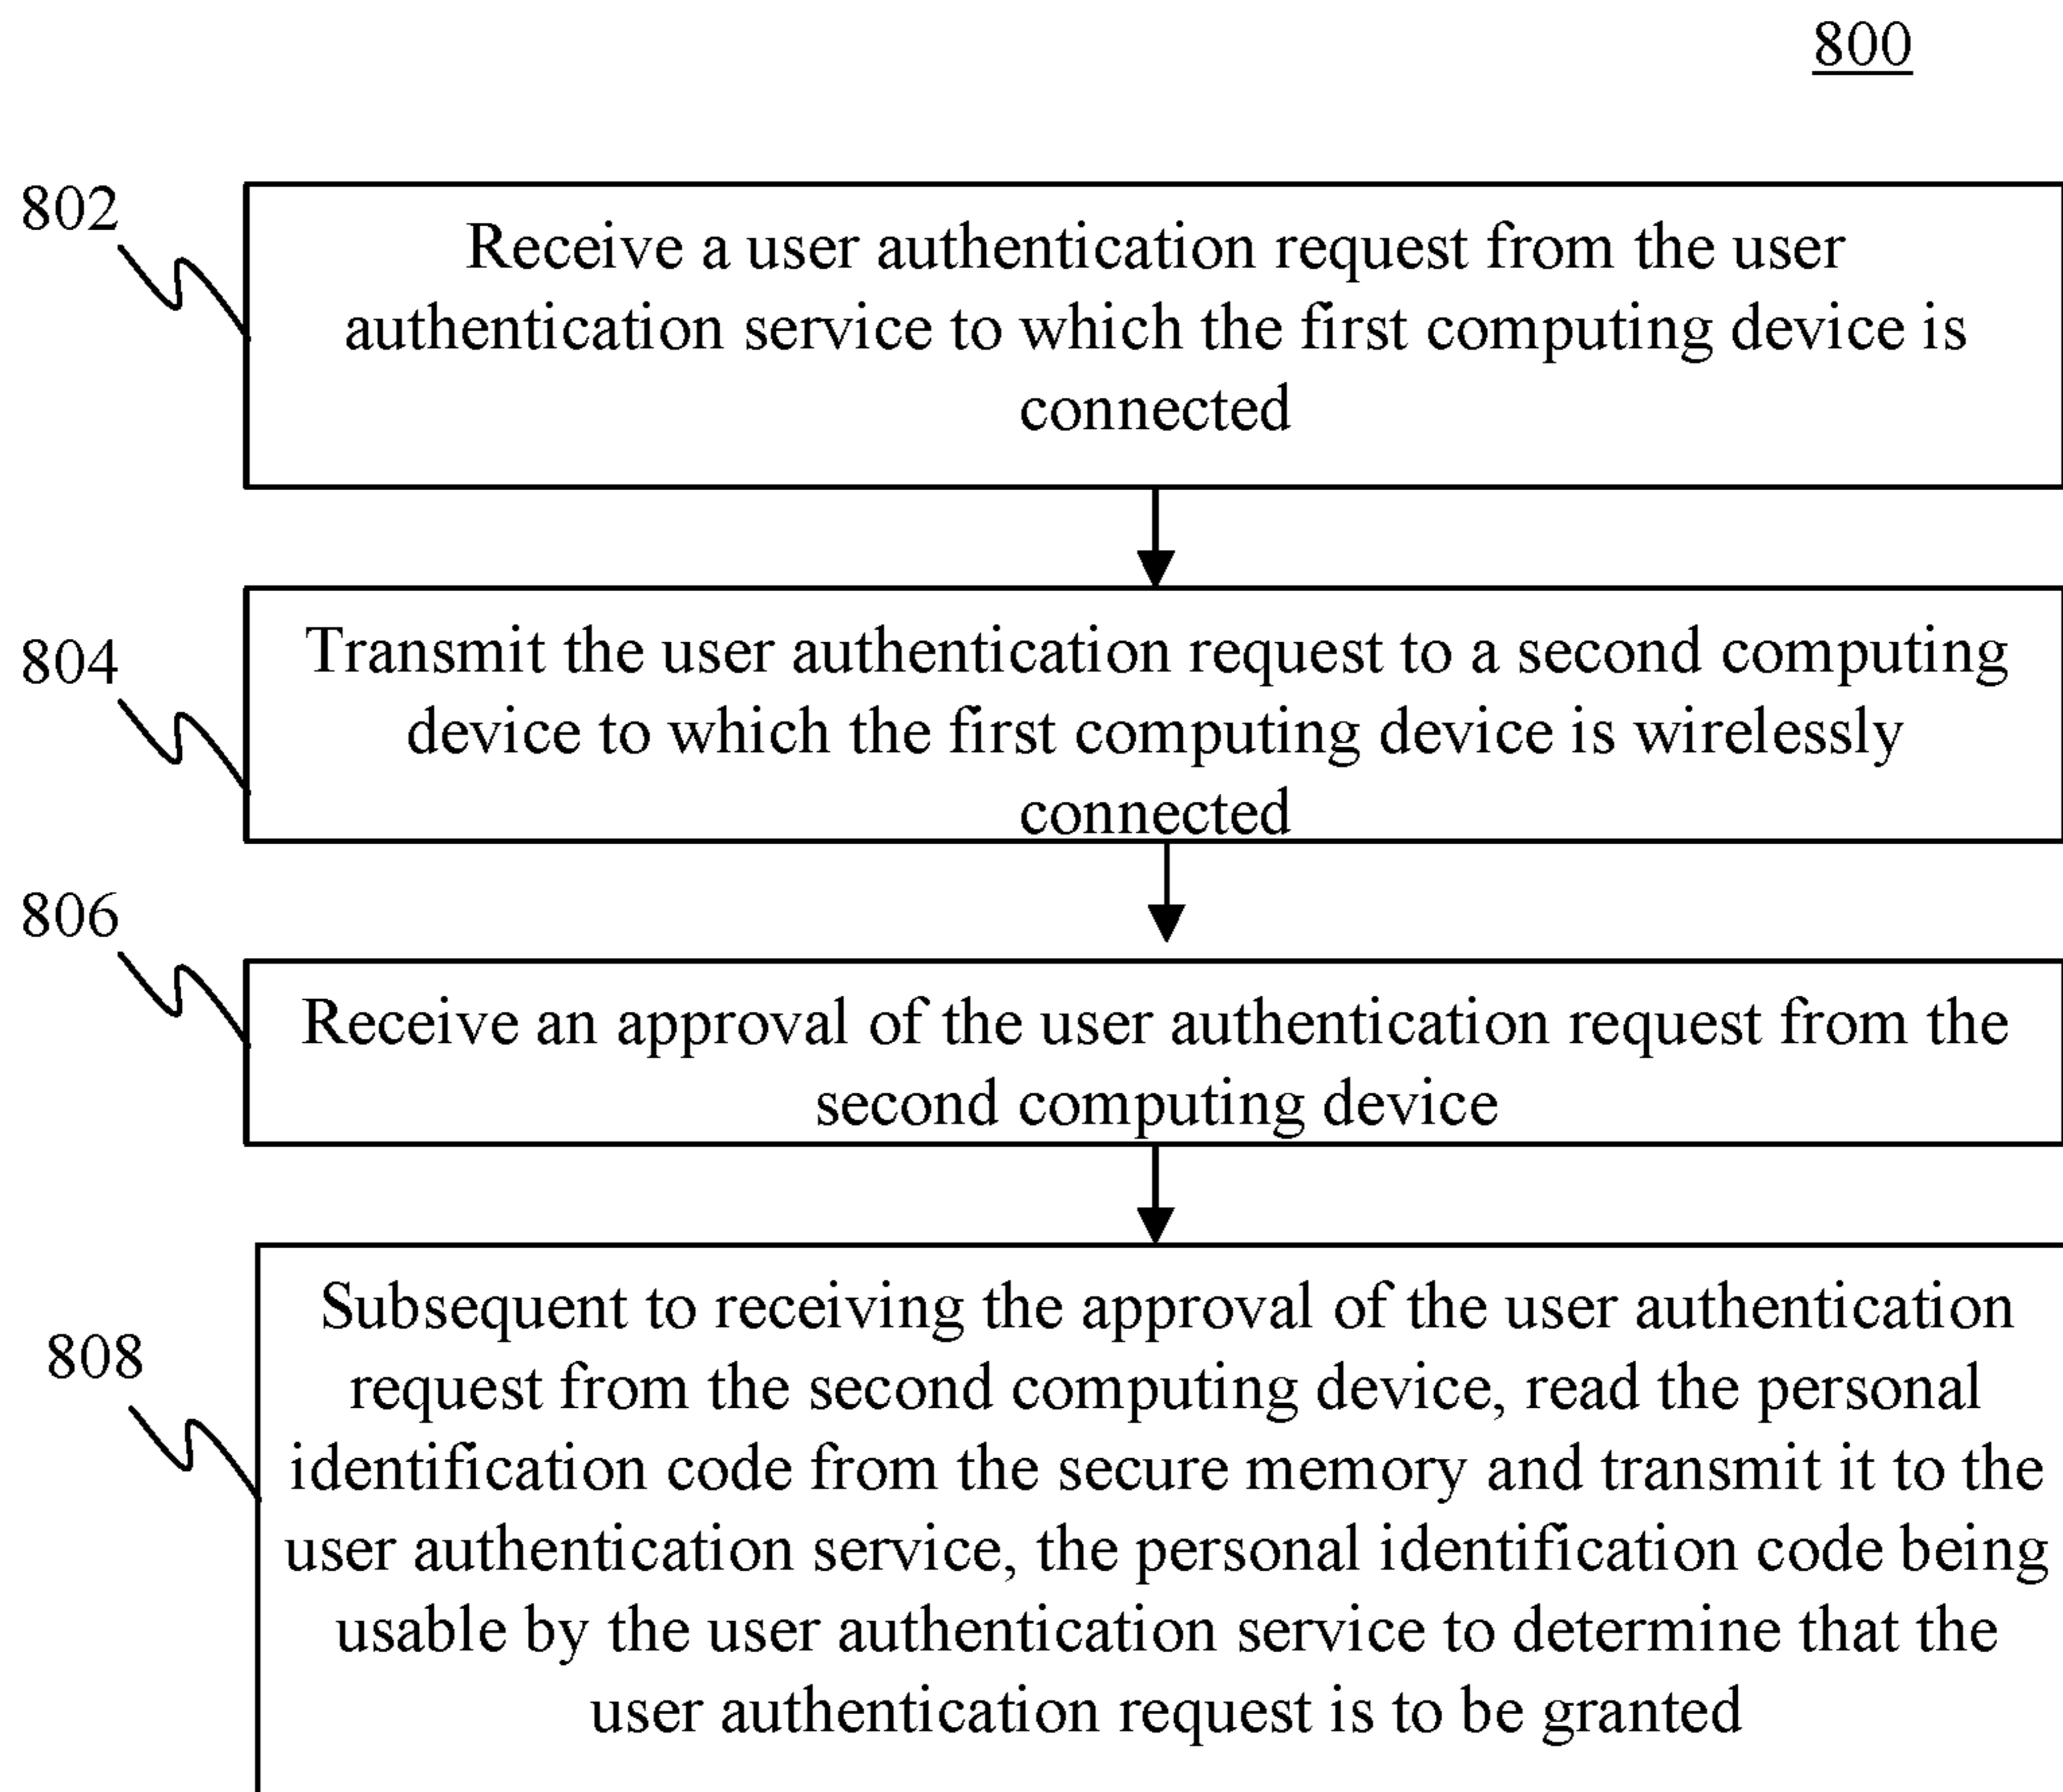 800
802
Receive a user authentication request from the user
authentication service to which the first computing device is
connected
804
Transmit the user authentication request to a second computing
device to which the first computing device is wirelessly
connected
806
Receive an approval of the user authentication request from the
second computing device
808
Subsequent to receiving the approval of the user authentication
request from the second computing device, read the personal
identification code from the secure memory and transmit it to the
user authentication service, the personal identification code being
usable by the user authentication service to determine that the
user authentication request is to be granted